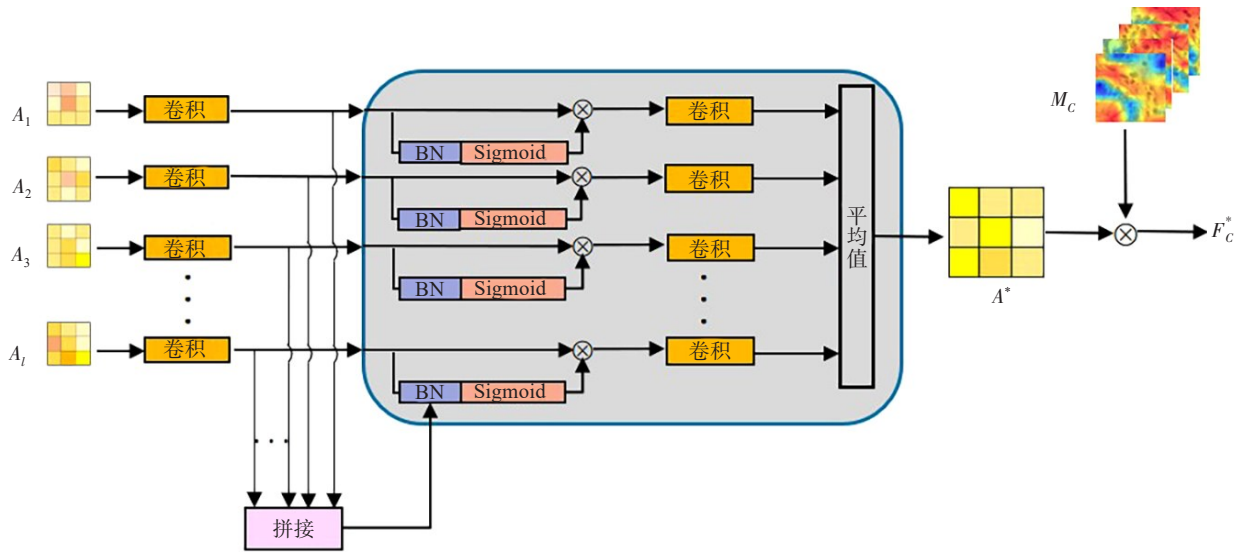 A₁
卷积
⊗
卷积
BN Sigmoid
A₂
卷积
⊗
卷积
BN Sigmoid
A₃
卷积
⊗
卷积
BN Sigmoid
A_l
卷积
⊗
卷积
BN Sigmoid
拼接
平均值
A*
M_C
⊗
F*_C